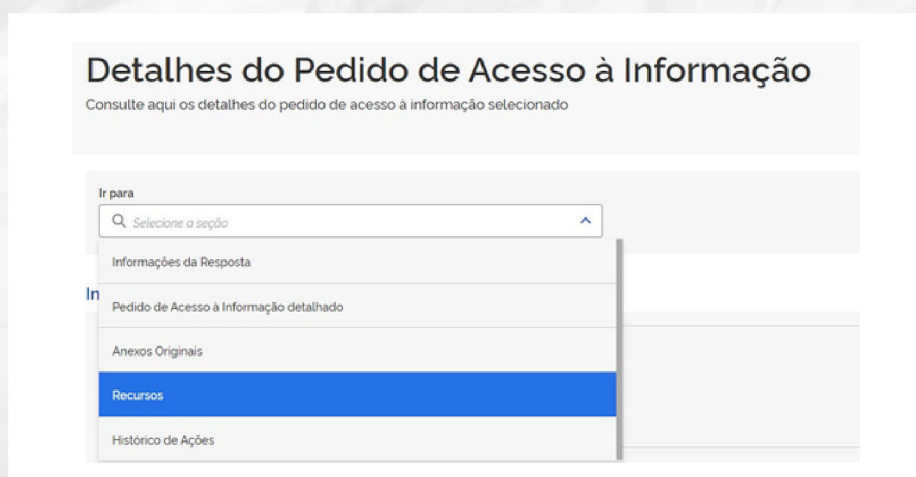 Detalhes do Pedido de Acesso à Informação
Consulte aqui os detalhes do pedido de acesso à informação selecionado
Ir para
Selecione a seção
Informações da Resposta
In
Pedido de Acesso à Informação detalhado
Anexos Originais
Recursos
Histórico de Ações